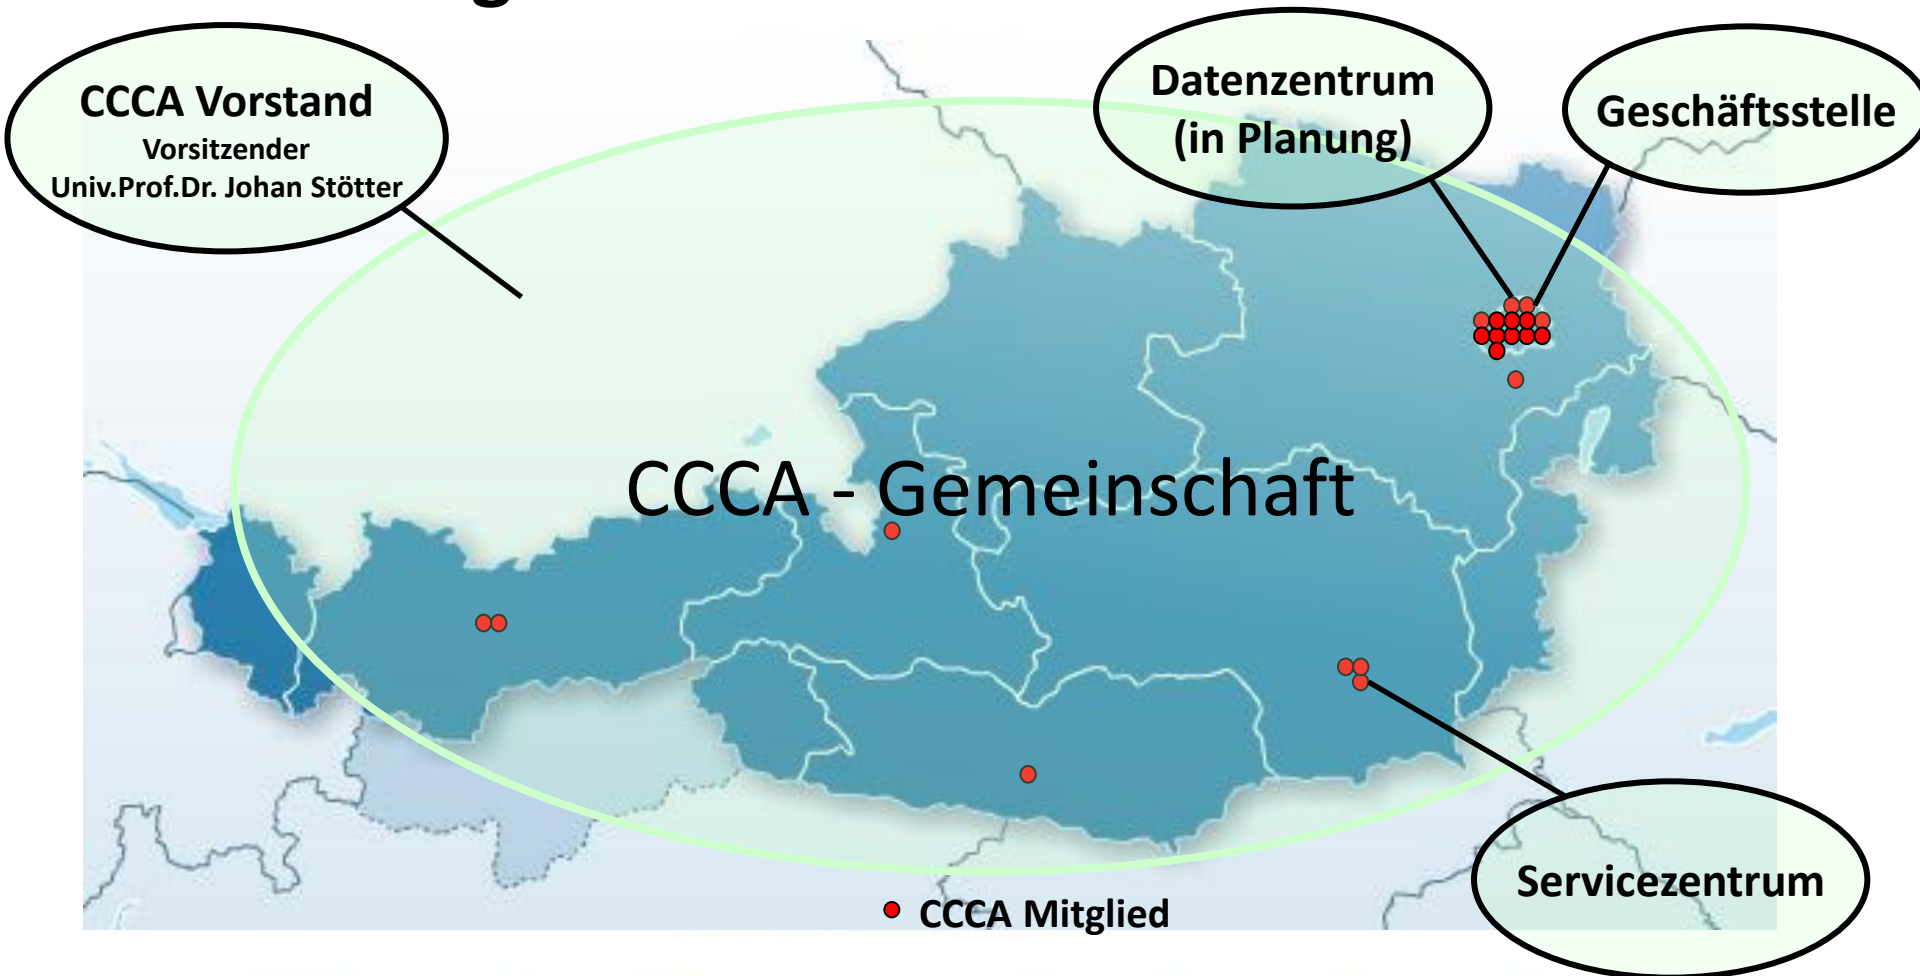 CCCA Vorstand
Vorsitzender
Univ.Prof.Dr. Johan Stötter
Datenzentrum
(in Planung)
Geschäftsstelle
CCCA - Gemeinschaft
Servicezentrum
CCCA Mitglied